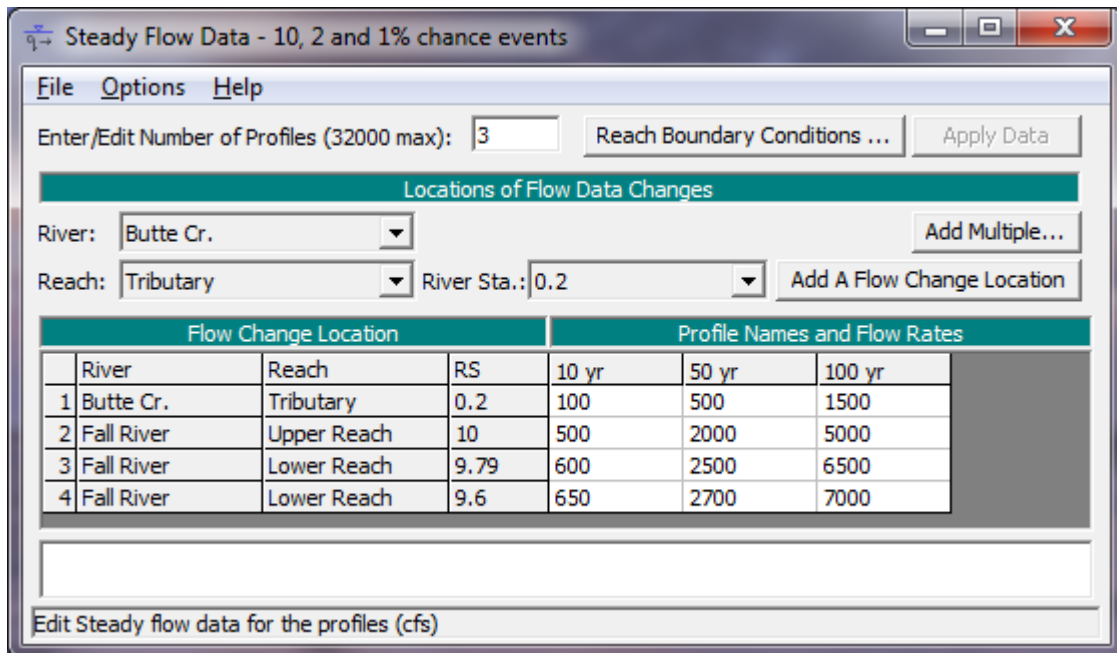 Steady Flow Data - 10, 2 and 1% chance events
File Options Help
Enter/Edit Number of Profiles (32000 max): 3 Reach Boundary Conditions ... Apply Data
Locations of Flow Data Changes
River: Butte Cr. Add Multiple...
Reach: Tributary River Sta.: 0.2 Add A Flow Change Location
Flow Change Location Profile Names and Flow Rates
River Reach RS 10 yr 50 yr 100 yr
1 Butte Cr. Tributary 0.2 100 500 1500
2 Fall River Upper Reach 10 500 2000 5000
3 Fall River Lower Reach 9.79 600 2500 6500
4 Fall River Lower Reach 9.6 650 2700 7000
Edit Steady flow data for the profiles (cfs)